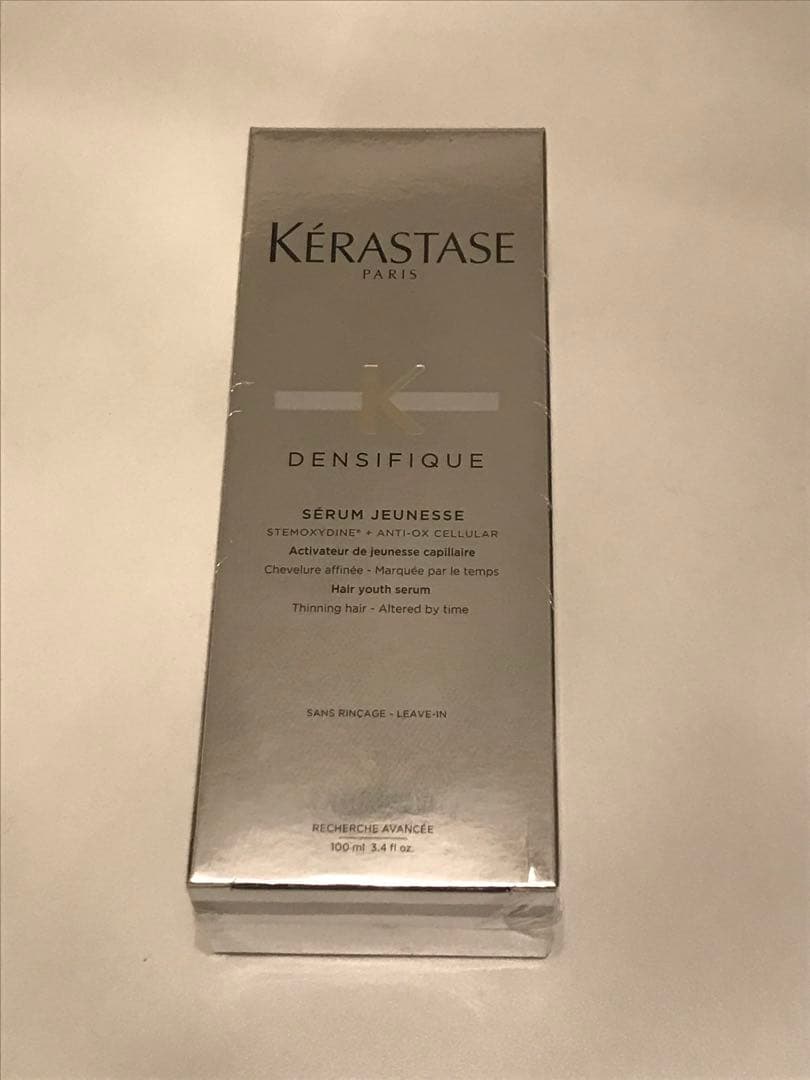 KÉRASTASE
PARIS
K
DENSIFIQUE
SÉRUM JEUNESSE
STEMOXYDINE® + ANTI-OX CELLULAR
Activateur de jeunesse capillaire
Chevelure affinée - Marquée par le temps
Hair youth serum
Thinning hair - Altered by time
SANS RINÇAGE - LEAVE-IN
RECHERCHE AVANCÉE
100 ml 3.4 fl oz.